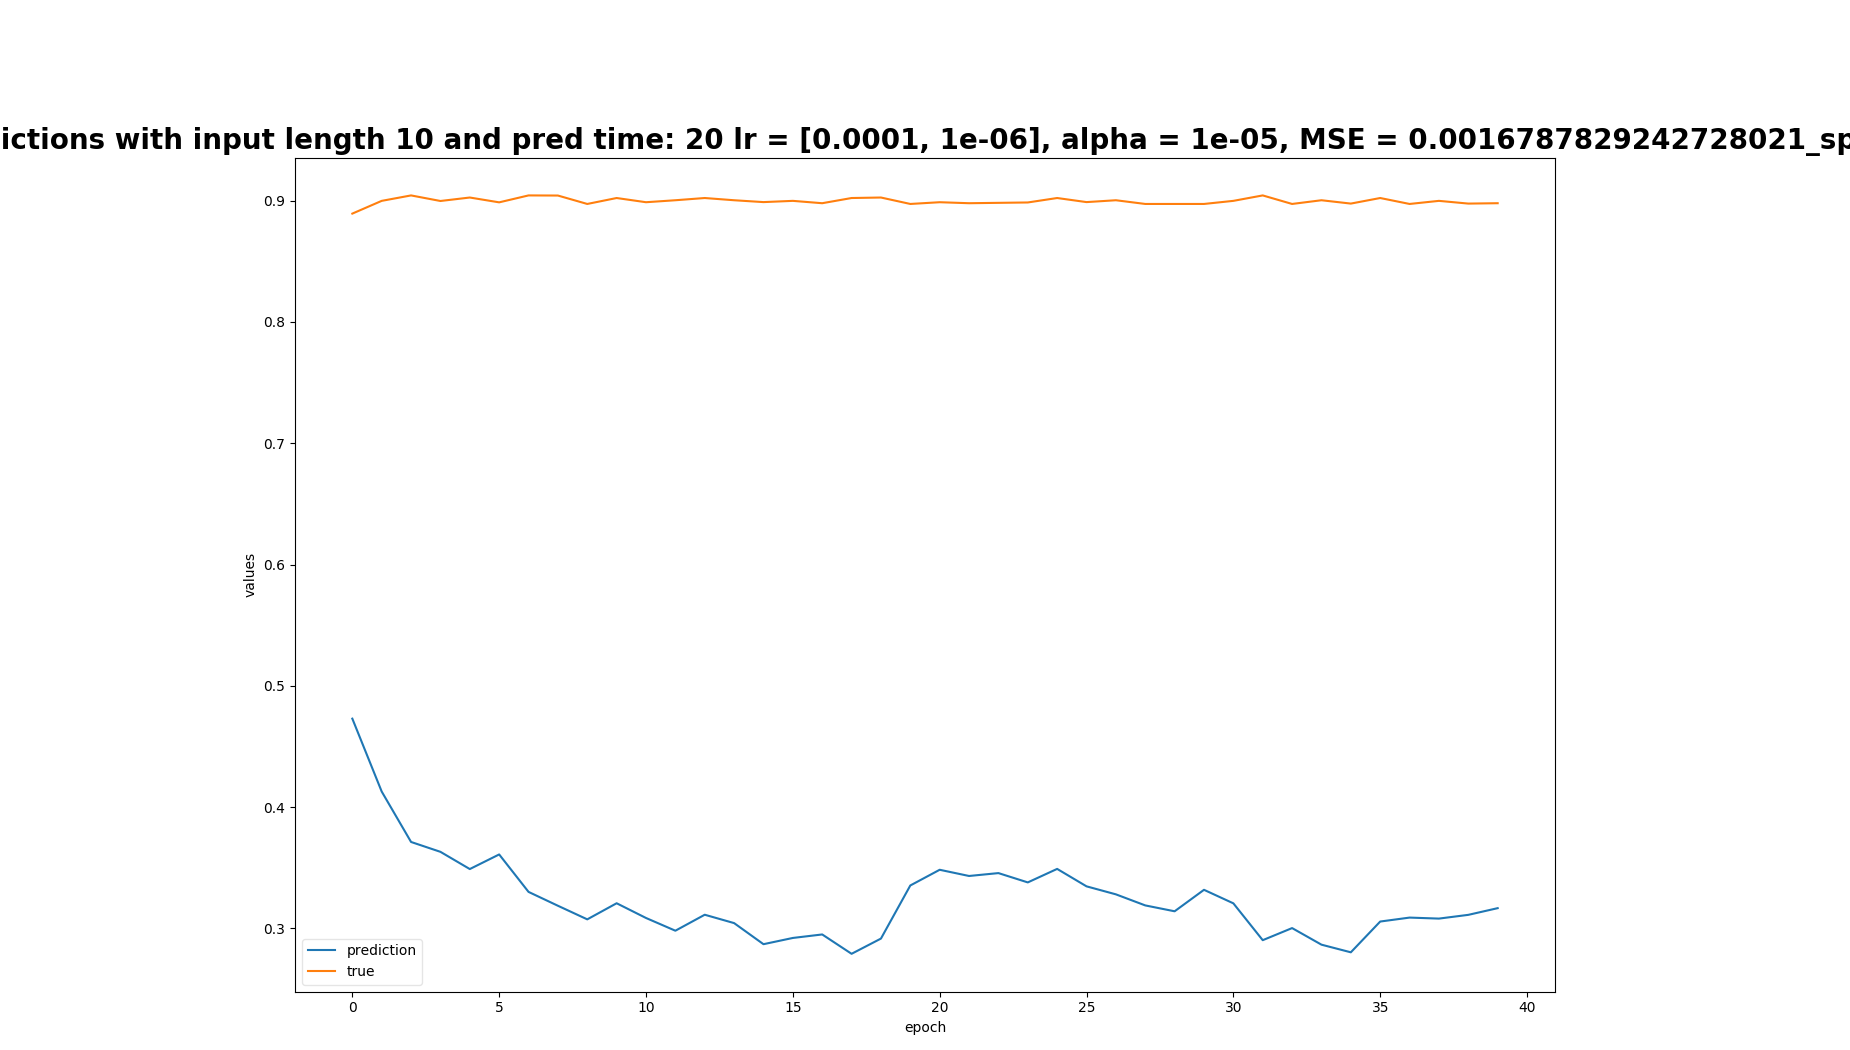 ictions with input length 10 and pred time: 20 lr = [0.0001, 1e-06], alpha = 1e-05, MSE = 0.0016787829242728021_sp
0.9
0.8
0.7
0.6
0.5
0.4
0.3
values
prediction
true
0 5 10 15 20 25 30 35 40
epoch